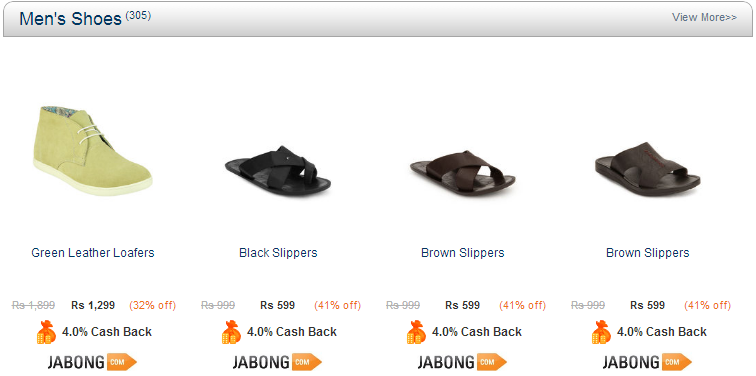 Men's Shoes (305) View More>>
Green Leather Loafers Black Slippers Brown Slippers Brown Slippers
Rs 1,899 Rs 1,299 (32% off) Rs 999 Rs 599 (41% off) Rs 999 Rs 599 (41% off) Rs 999 Rs 599 (41% off)
4.0% Cash Back 4.0% Cash Back 4.0% Cash Back 4.0% Cash Back
JABONG COM JABONG COM JABONG COM JABONG COM